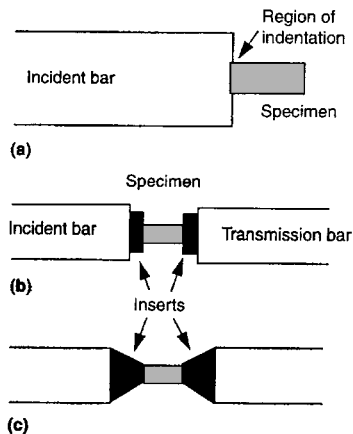 Region of
indentation
Incident bar
Specimen
(a)
Specimen
Incident bar
Transmission bar
(b)
Inserts
(c)